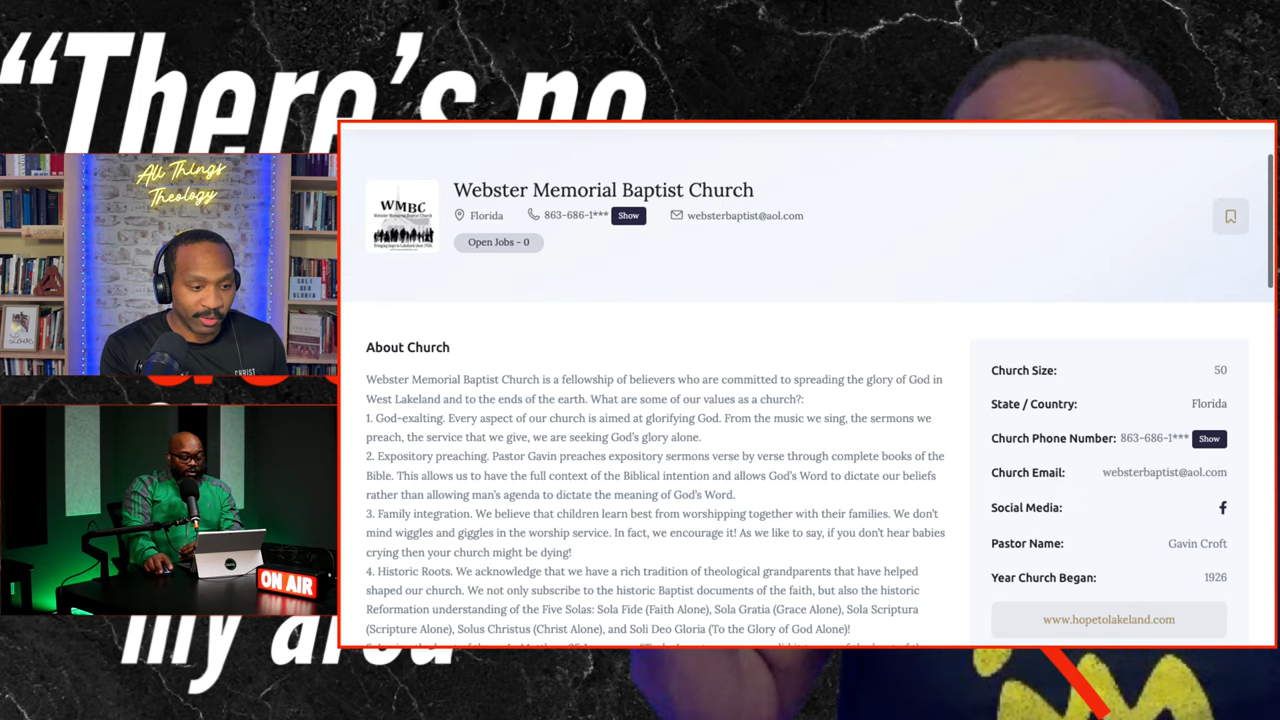 “There’s no
All Things
Theology
SOLI
DEO
GLORIA
CHRIST
ON AIR
my area
WMBC
Webster Memorial Baptist Church
Bringing hope to Lakeland since 1926
Webster Memorial Baptist Church
Florida 863-686-1*** Show websterbaptist@aol.com
Open Jobs - 0
About Church
Webster Memorial Baptist Church is a fellowship of believers who are committed to spreading the glory of God in
West Lakeland and to the ends of the earth. What are some of our values as a church?:
1. God-exalting. Every aspect of our church is aimed at glorifying God. From the music we sing, the sermons we
preach, the service that we give, we are seeking God’s glory alone.
2. Expository preaching. Pastor Gavin preaches expository sermons verse by verse through complete books of the
Bible. This allows us to have the full context of the Biblical intention and allows God’s Word to dictate our beliefs
rather than allowing man’s agenda to dictate the meaning of God’s Word.
3. Family integration. We believe that children learn best from worshipping together with their families. We don’t
mind wiggles and giggles in the worship service. In fact, we encourage it! As we like to say, if you don’t hear babies
crying then your church might be dying!
4. Historic Roots. We acknowledge that we have a rich tradition of theological grandparents that have helped
shaped our church. We not only subscribe to the historic Baptist documents of the faith, but also the historic
Reformation understanding of the Five Solas: Sola Fide (Faith Alone), Sola Gratia (Grace Alone), Sola Scriptura
(Scripture Alone), Solus Christus (Christ Alone), and Soli Deo Gloria (To the Glory of God Alone)!
Church Size: 50
State / Country: Florida
Church Phone Number: 863-686-1*** Show
Church Email: websterbaptist@aol.com
Social Media:
Pastor Name: Gavin Croft
Year Church Began: 1926
www.hopetolakeland.com